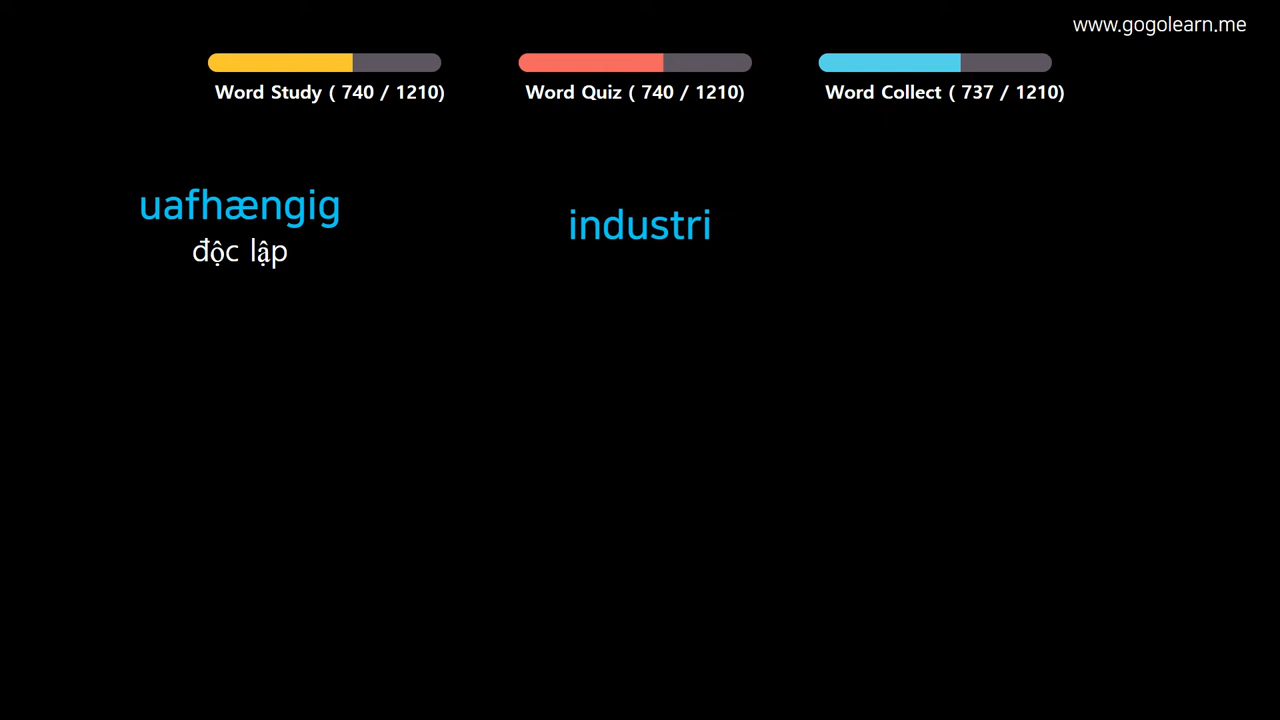 www.gogolearn.me
Word Study ( 740 / 1210)
Word Quiz ( 740 / 1210)
Word Collect ( 737 / 1210)
uafhængig
độc lập
industri